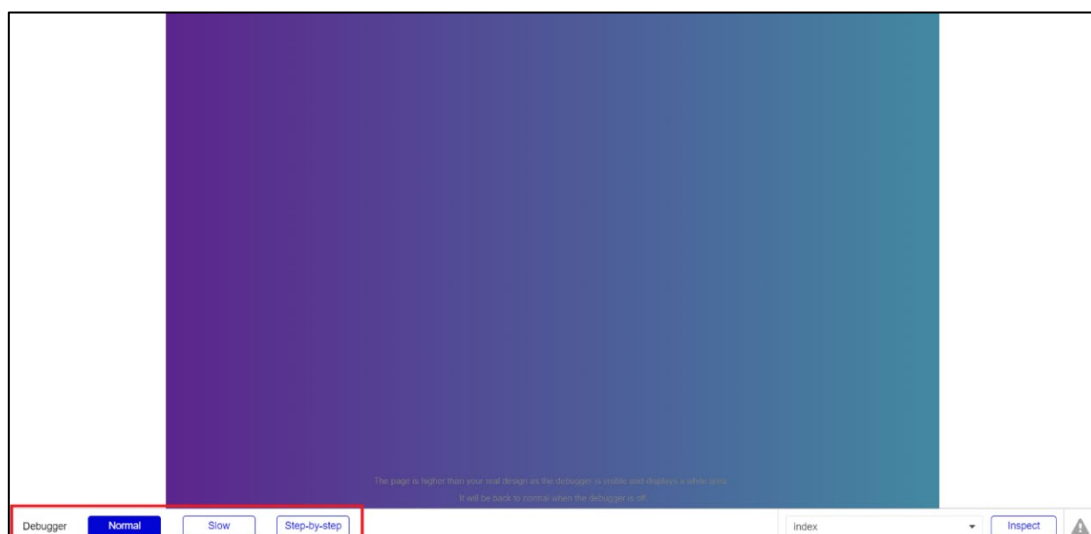 The page is higher than your real design as the debugger is visible and displays a white area.
It will be back to normal when the debugger is off.
Debugger Normal Slow Step-by-step index Inspect